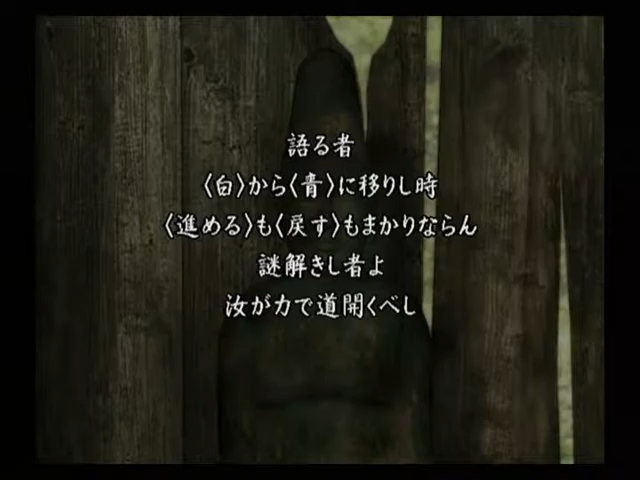 語る者
〈白〉から〈青〉に移りし時
〈進める〉も〈戻す〉もまかりならん
謎解きし者よ
汝が力で道開くべし